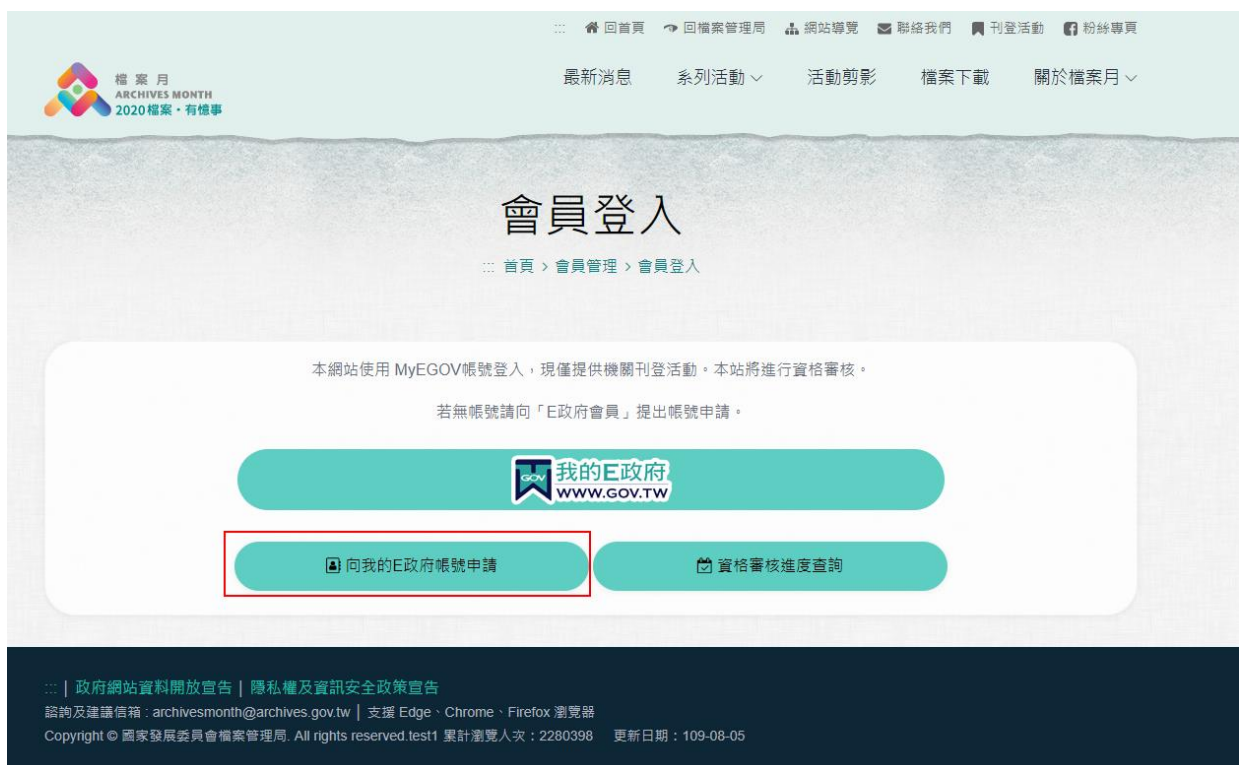 ::: 回首頁 回檔案管理局 網站導覽 聯絡我們 刊登活動 粉絲專頁
檔案月
ARCHIVES MONTH
2020檔案・有憶事
最新消息 系列活動 活動剪影 檔案下載 關於檔案月
會員登入
::: 首頁 > 會員管理 > 會員登入
本網站使用 MyEGOV帳號登入，現僅提供機關刊登活動。本站將進行資格審核。
若無帳號請向「E政府會員」提出帳號申請。
GOV 我的E政府
WWW.GOV.TW
向我的E政府帳號申請 資格審核進度查詢
::: | 政府網站資料開放宣告 | 隱私權及資訊安全政策宣告
諮詢及建議信箱 : archivesmonth@archives.gov.tw │ 支援 Edge、Chrome、Firefox 瀏覽器
Copyright © 國家發展委員會檔案管理局. All rights reserved.test1 累計瀏覽人次：2280398 更新日期：109-08-05